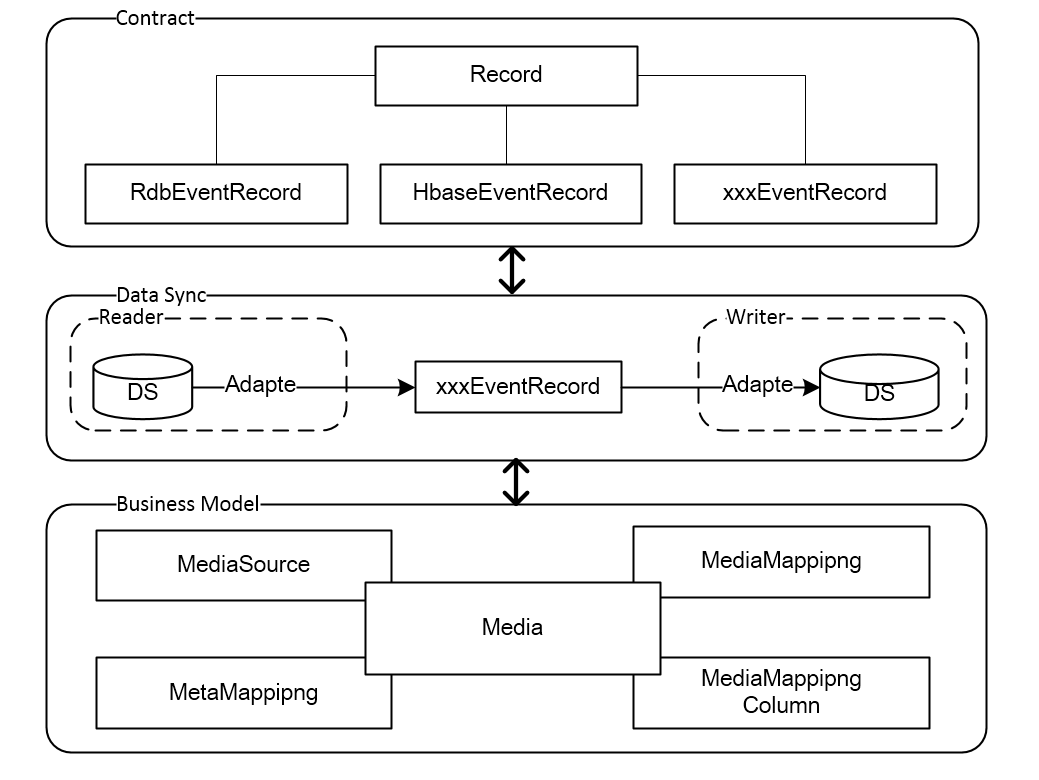 Contract
Record
RdbEventRecord
HbaseEventRecord
xxxEventRecord
Data Sync
Reader
Writer
DS
Adapte
xxxEventRecord
Adapte
DS
Business Model
MediaSource
MediaMappipng
Media
MetaMappipng
MediaMappipng
Column